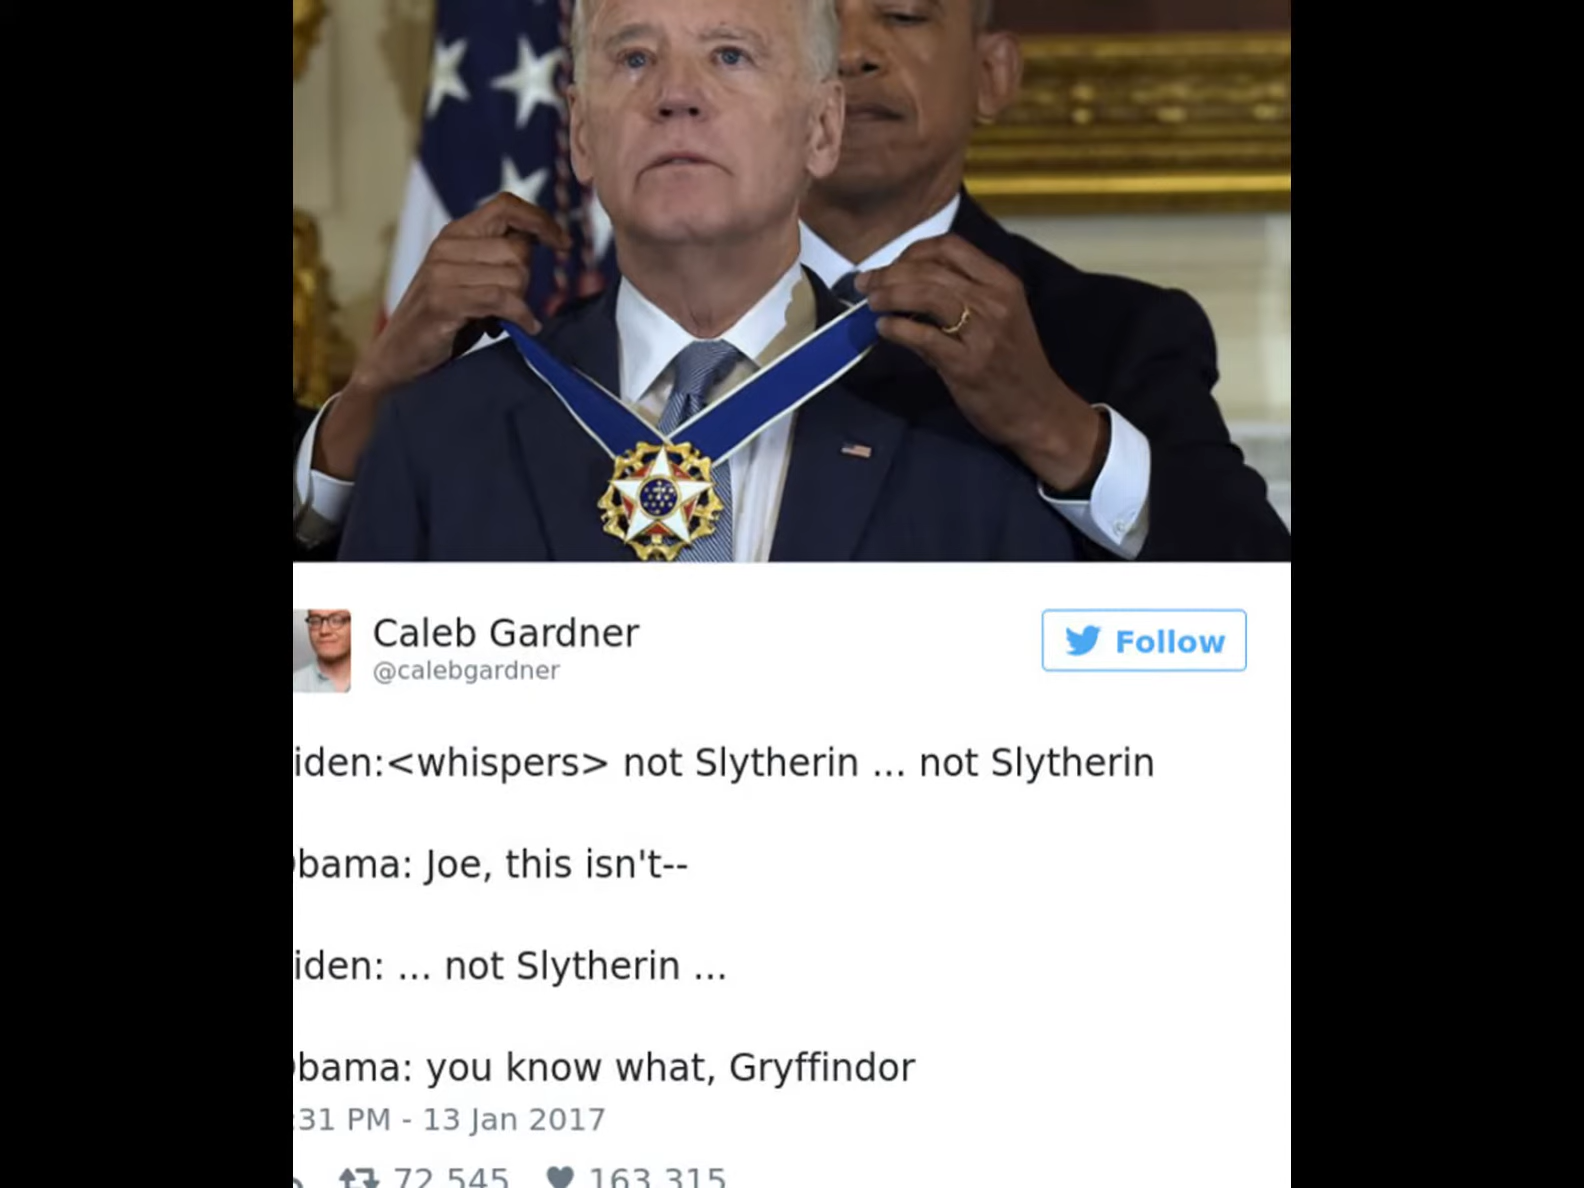 Caleb Gardner
@calebgardner
Follow
iden:<whispers> not Slytherin ... not Slytherin
bama: Joe, this isn't--
iden: ... not Slytherin ...
bama: you know what, Gryffindor
:31 PM - 13 Jan 2017
72,545 163,315